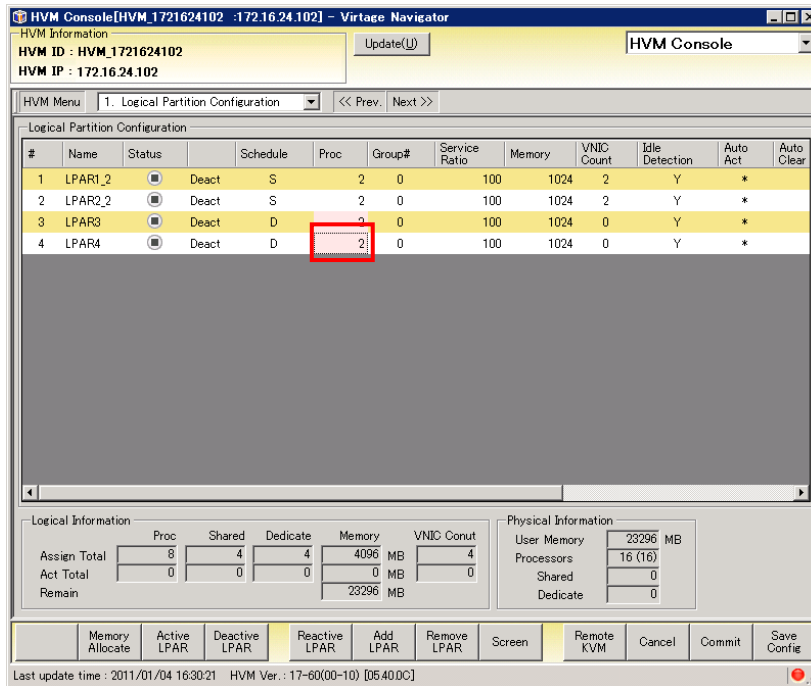 HVM Console[HVM_1721624102 :172.16.24.102] - Virtage Navigator
HVM Information
HVM ID : HVM_1721624102
HVM IP : 172.16.24.102
Update(U)
HVM Console
HVM Menu 1. Logical Partition Configuration << Prev. Next >>
Logical Partition Configuration
# Name Status Schedule Proc Group# Service Ratio Memory VNIC Count Idle Detection Auto Act Auto Clear
1 LPAR1_2 Deact S 2 0 100 1024 2 Y *
2 LPAR2_2 Deact S 2 0 100 1024 2 Y *
3 LPAR3 Deact D 2 0 100 1024 0 Y *
4 LPAR4 Deact D 2 0 100 1024 0 Y *
Logical Information
Proc Shared Dedicate Memory VNIC Conut
Assign Total 8 4 4 4096 MB 4
Act Total 0 0 0 0 MB 0
Remain 23296 MB
Physical Information
User Memory 23296 MB
Processors 16 (16)
Shared 0
Dedicate 0
Memory Allocate Active LPAR Deactive LPAR Reactive LPAR Add LPAR Remove LPAR Screen Remote KVM Cancel Commit Save Config
Last update time : 2011/01/04 16:30:21 HVM Ver. : 17-60(00-10) [05.40.0C]